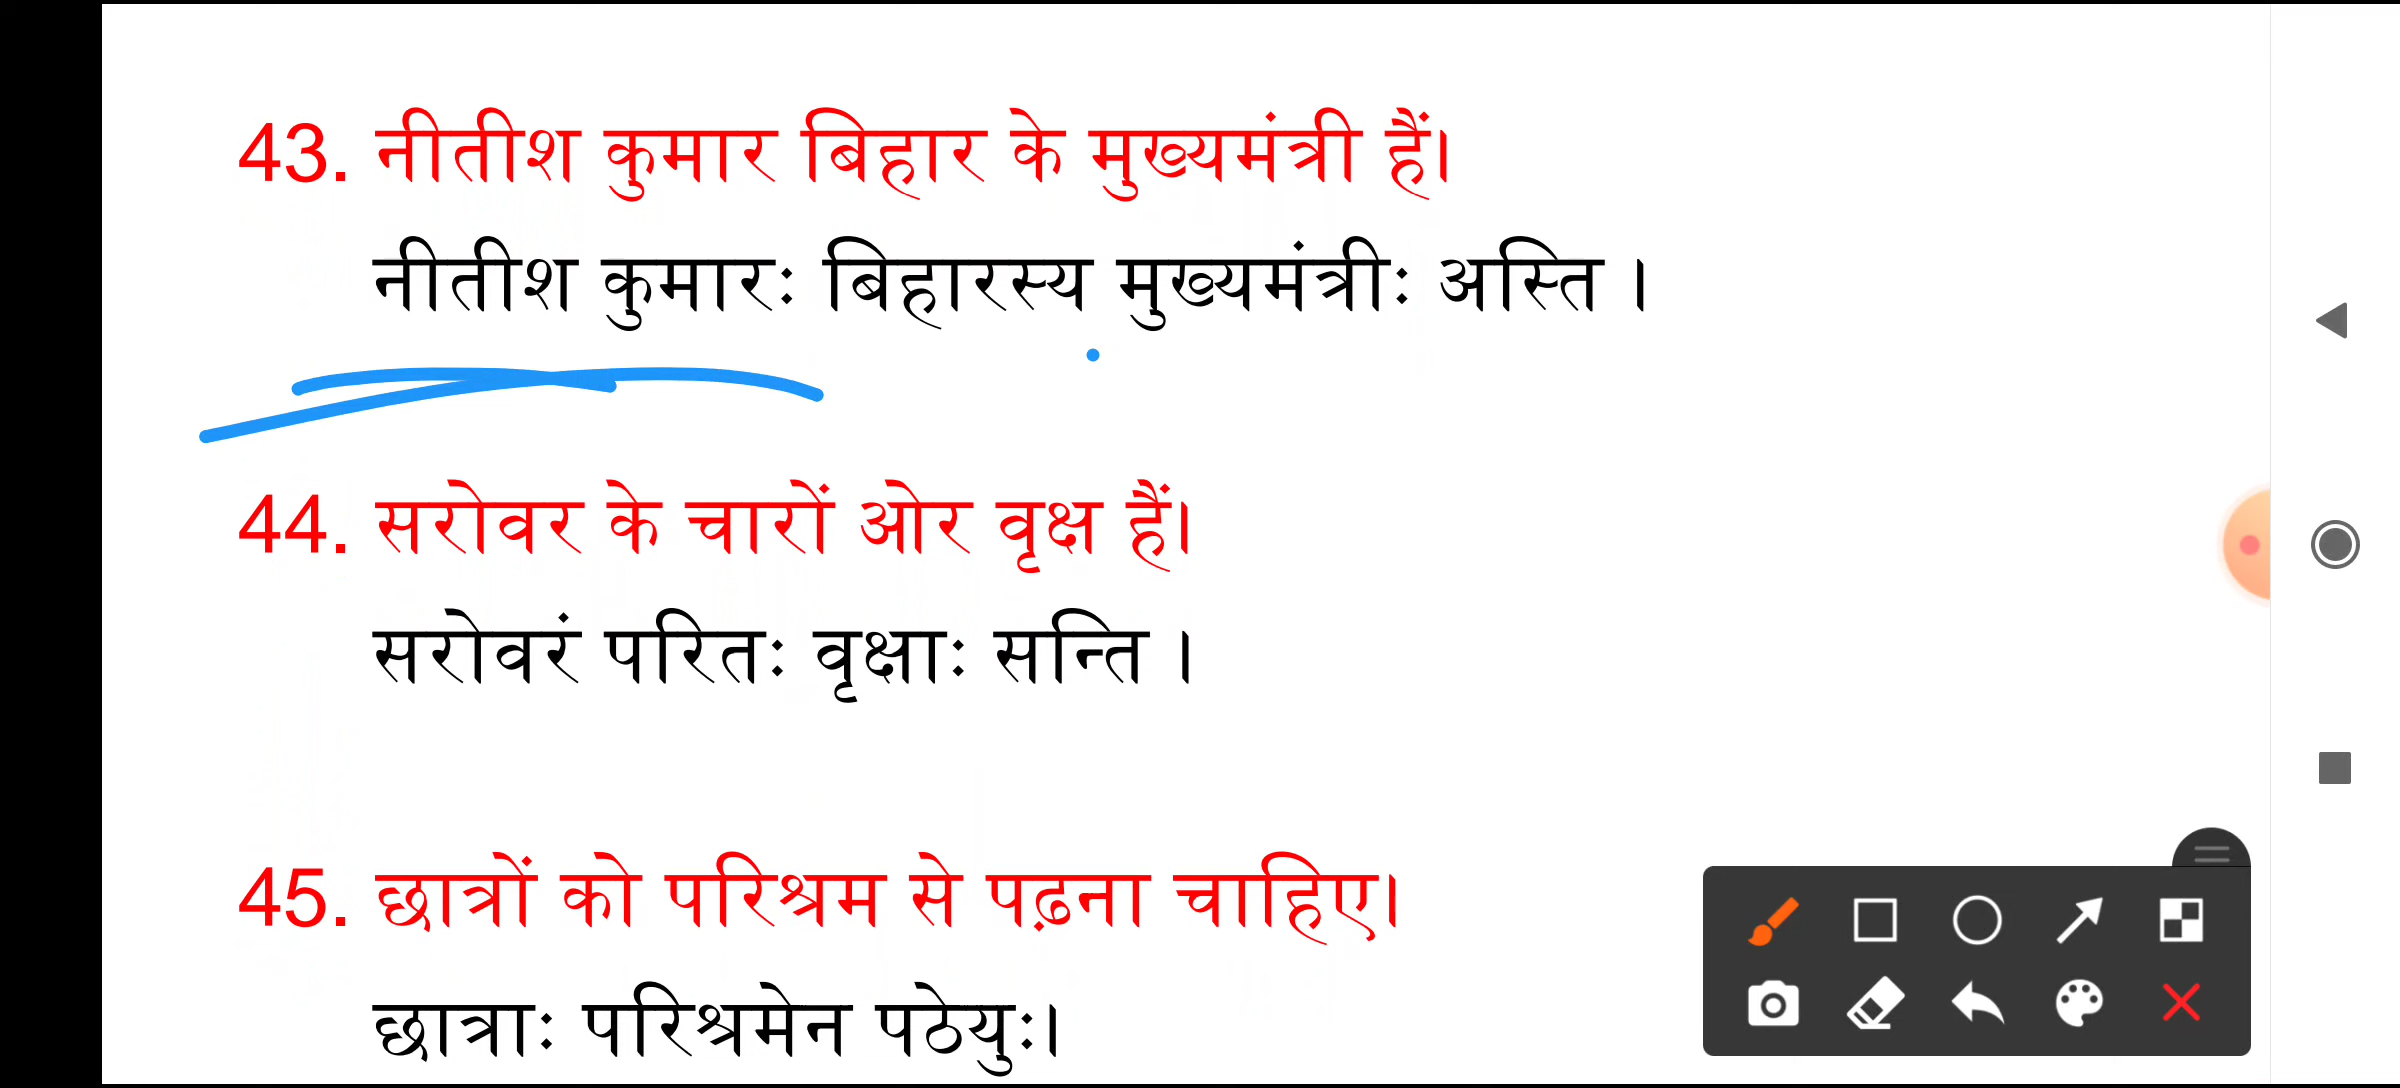 43. नीतीश कुमार बिहार के मुख्यमंत्री हैं।
नीतीश कुमारः बिहारस्य मुख्यमंत्रीः अस्ति ।
44. सरोवर के चारों ओर वृक्ष हैं।
सरोवरं परितः वृक्षाः सन्ति ।
45. छात्रों को परिश्रम से पढ़ना चाहिए।
छात्राः परिश्रमेन पठेयुः।